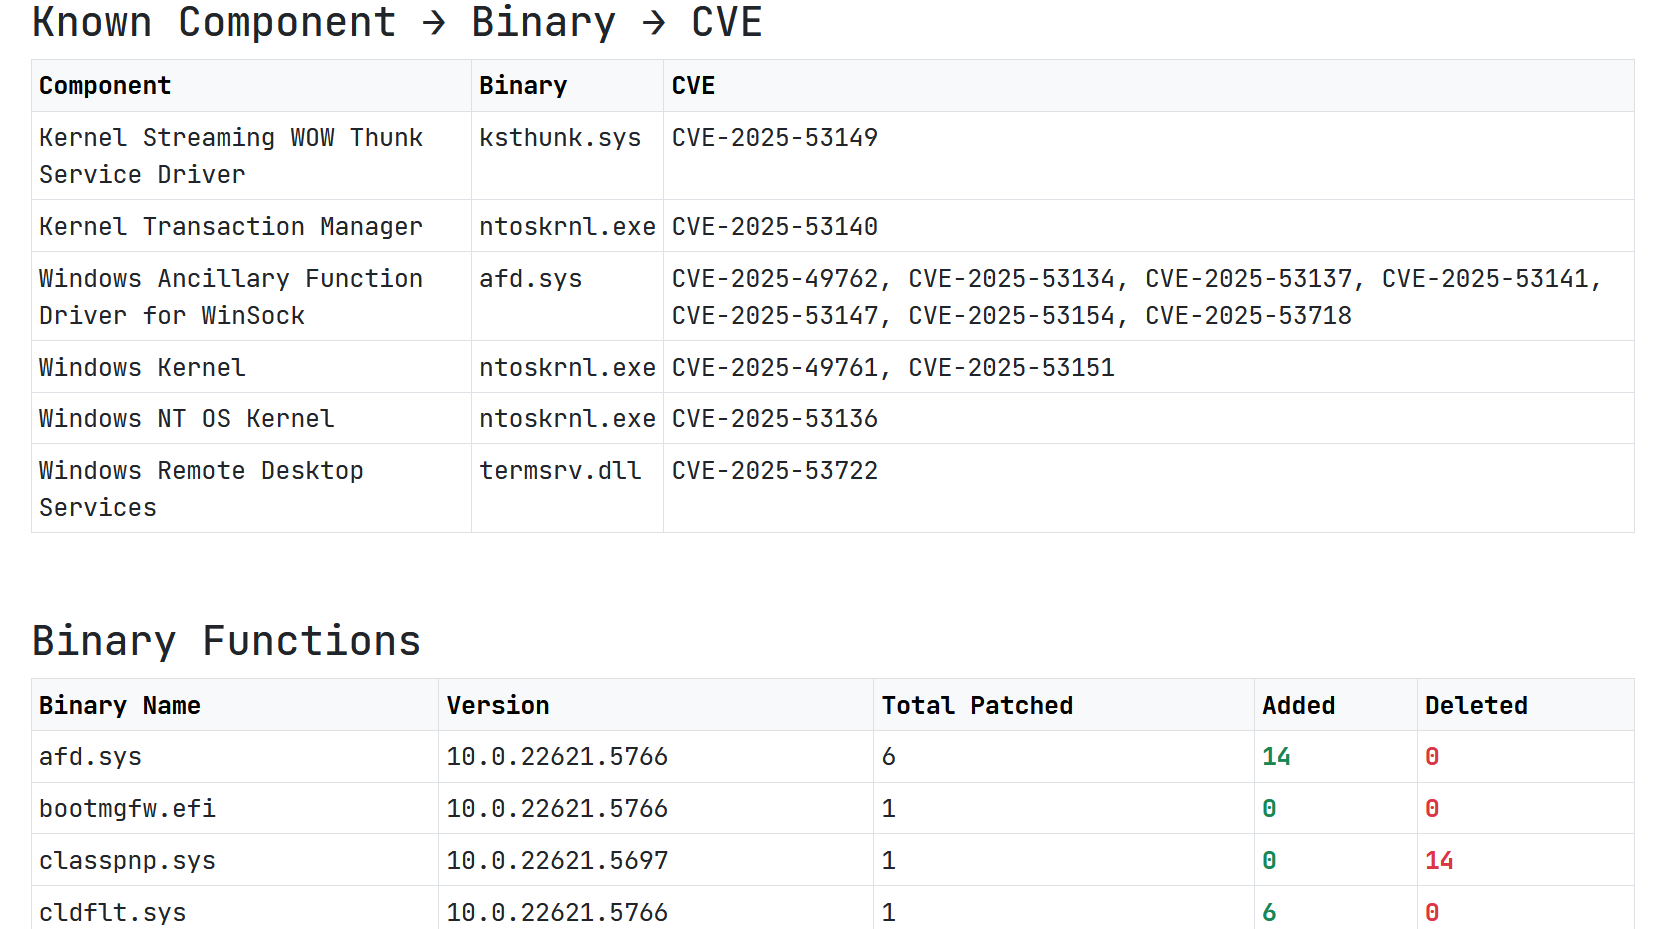 Known Component → Binary → CVE
Component Binary CVE
Kernel Streaming WOW Thunk ksthunk.sys CVE-2025-53149
Service Driver
Kernel Transaction Manager ntoskrnl.exe CVE-2025-53140
Windows Ancillary Function afd.sys CVE-2025-49762, CVE-2025-53134, CVE-2025-53137, CVE-2025-53141,
Driver for WinSock CVE-2025-53147, CVE-2025-53154, CVE-2025-53718
Windows Kernel ntoskrnl.exe CVE-2025-49761, CVE-2025-53151
Windows NT OS Kernel ntoskrnl.exe CVE-2025-53136
Windows Remote Desktop termsrv.dll CVE-2025-53722
Services
Binary Functions
Binary Name Version Total Patched Added Deleted
afd.sys 10.0.22621.5766 6 14 0
bootmgfw.efi 10.0.22621.5766 1 0 0
classpnp.sys 10.0.22621.5697 1 0 14
cldflt.sys 10.0.22621.5766 1 6 0